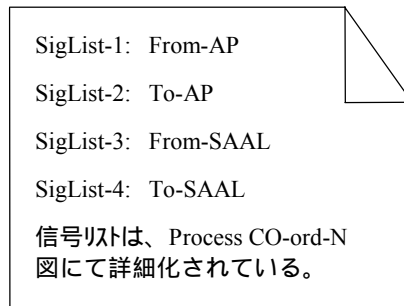 SigList-1: From-AP
SigList-2: To-AP
SigList-3: From-SAAL
SigList-4: To-SAAL
信号ﾘｽﾄは、Process CO-ord-N
図にて詳細化されている。